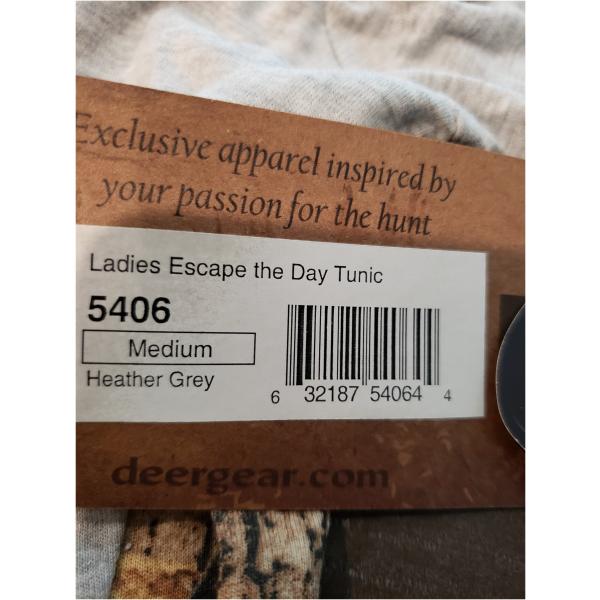 Exclusive apparel inspired by
your passion for the hunt
Ladies Escape the Day Tunic
5406
Medium
Heather Grey
6 32187 54064 4
deergear.com